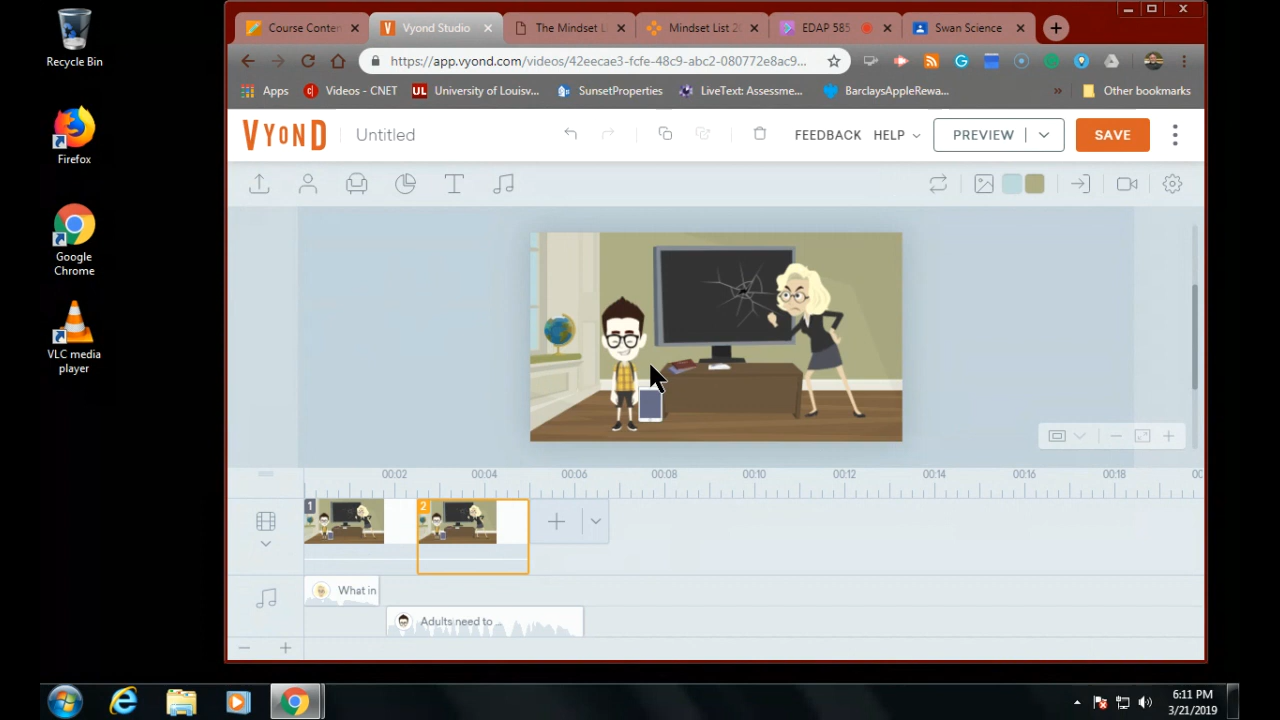 Recycle Bin
Firefox
Google
Chrome
VLC media
player
Course Conten
Vyond Studio
The Mindset L
Mindset List 2
EDAP 585
Swan Science
https://app.vyond.com/videos/42eecae3-fcfe-48c9-abc2-080772e8ac9...
Apps
Videos - CNET
University of Louisv...
SunsetProperties
LiveText: Assessme...
BarclaysAppleRewa...
»
Other bookmarks
VYOND
Untitled
FEEDBACK
HELP
PREVIEW
SAVE
00:02 00:04 00:06 00:08 00:10 00:12 00:14 00:16 00:18 00
1
2
What in
Adults need to ...
6:11 PM
3/21/2019